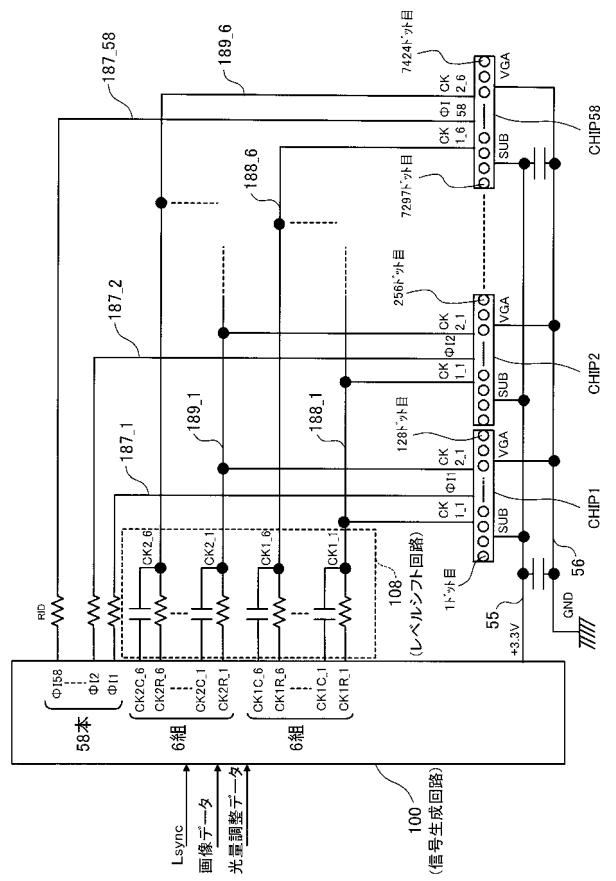 187_58
189_6
187_2
188_6
189_1
187_1
188_1
RID
ΦI58
ΦI2
ΦI1
58本
CK2C_6
CK2R_6
CK2C_1
CK2R_1
6組
CK1C_6
CK1R_6
CK1C_1
CK1R_1
6組
CK2_6
CK2_1
CK1_6
CK1_1
108
(レベルシフト回路)
Lsync
画像データ
光量調整データ
100
(信号生成回路)
1ドット目
SUB
CK
1_1
ΦI1
CK
2_1
VGA
128ドット目
CHIP1
SUB
CK
1_1
ΦI2
CK
2_1
VGA
256ドット目
CHIP2
7297ドット目
SUB
CK
1_6
ΦI
58
CK
2_6
VGA
7424ドット目
CHIP58
55
+3.3V
56
GND